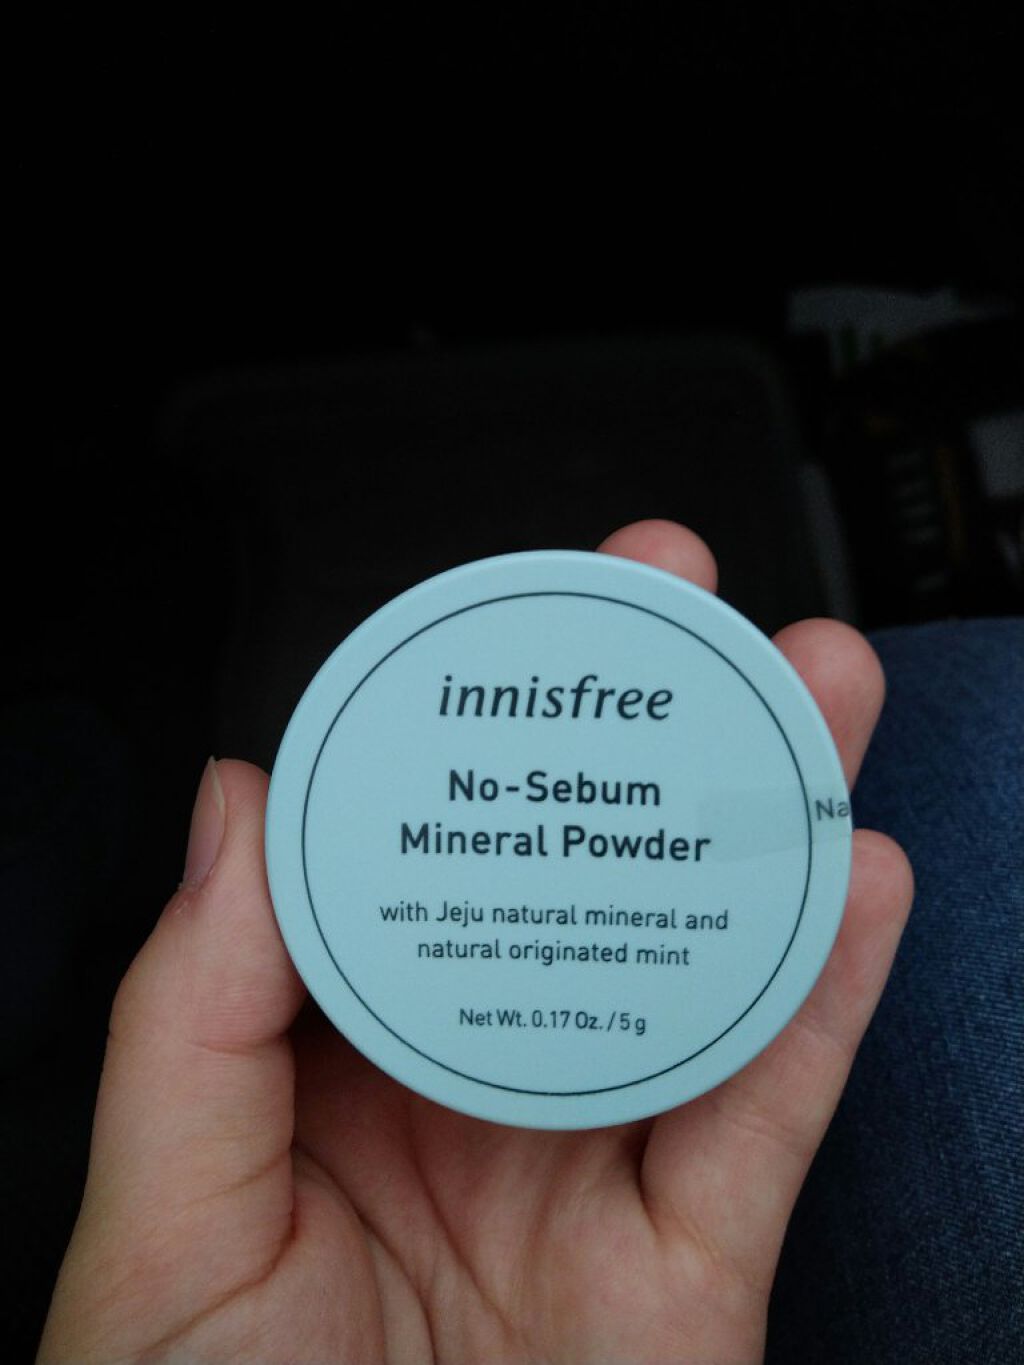 innisfree
No-Sebum
Mineral Powder
Na
with Jeju natural mineral and
natural originated mint
Net Wt. 0.17 Oz. / 5 g